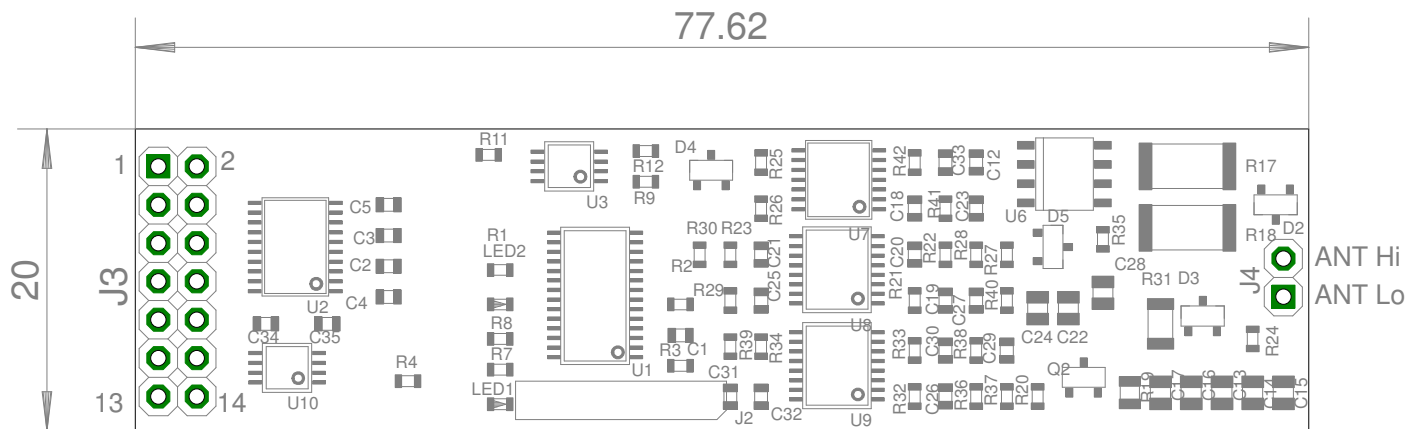 77.62
20
J3
1
2
13
14
R11
U3
R12
R9
D4
R25
R26
U7
R42
C33
C12
C18
R41
C23
U6
D5
R35
R17
R18
D2
C5
C3
C2
C4
U2
C34
C35
U10
R4
R1
LED2
R8
R7
LED1
U1
R30
R23
R2
C21
R29
C25
R3
C1
R39
R34
C31
J2
C32
U8
U9
C20
R22
R28
R27
R21
C19
C27
R40
R33
C30
R38
C29
R32
C26
R36
R37
R20
C24
C22
C28
R31
D3
R24
Q2
R19
C17
C16
C13
C14
C15
J4
ANT Hi
ANT Lo